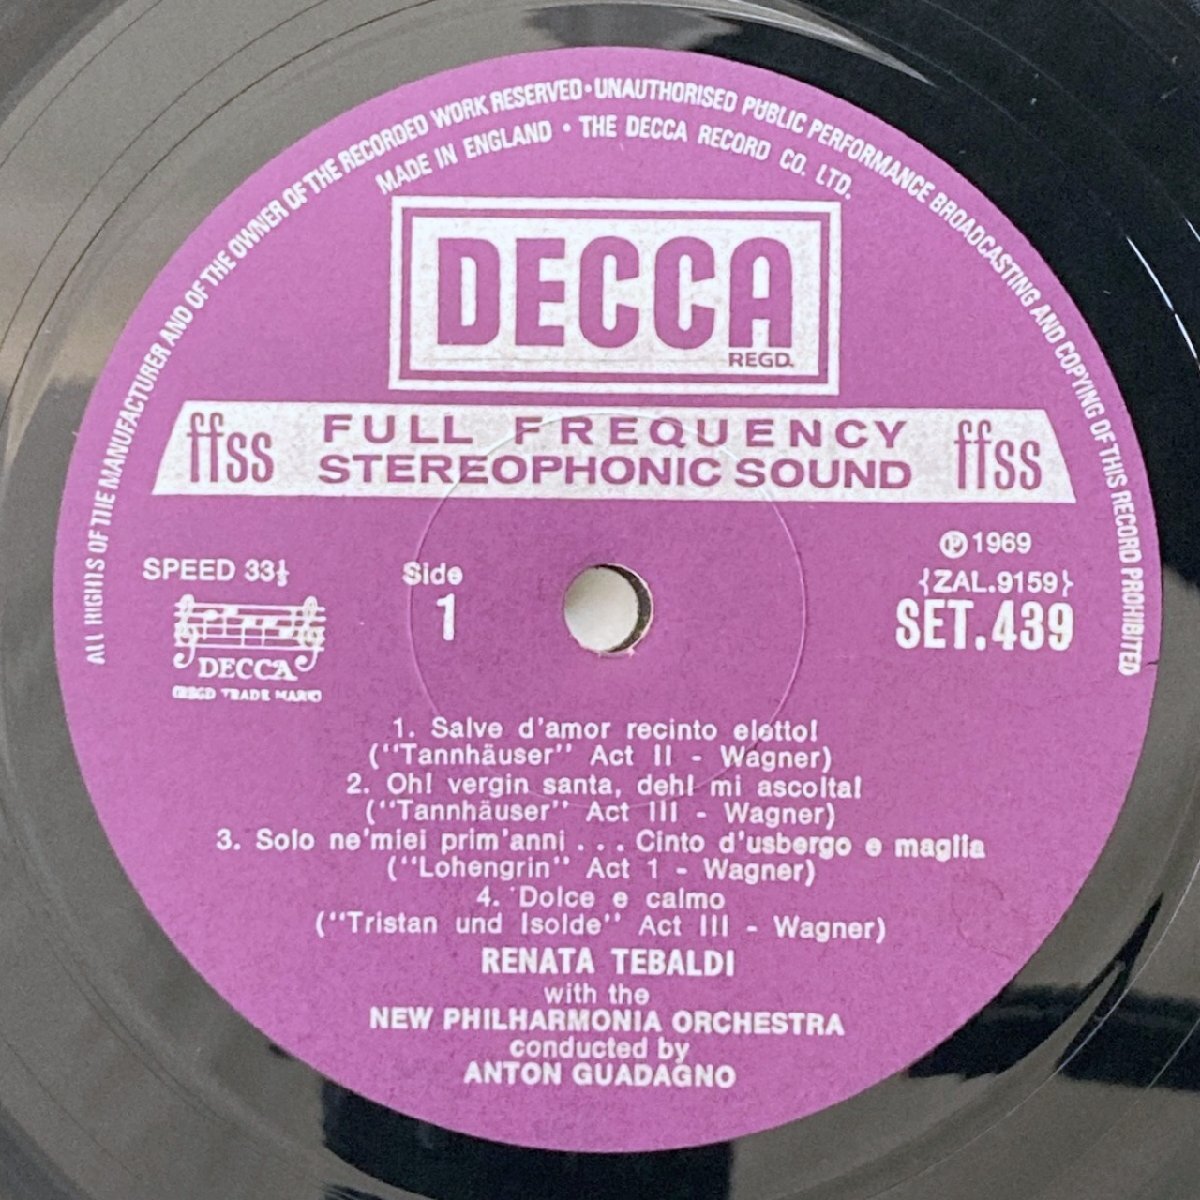 ALL RIGHTS OF THE MANUFACTURER AND OF THE OWNER OF THE RECORDED WORK RESERVED · UNAUTHORISED PUBLIC PERFORMANCE BROADCASTING AND COPYING OF THIS RECORD PROHIBITED
MADE IN ENGLAND · THE DECCA RECORD CO. LTD.
DECCA
REGD.
ffss FULL FREQUENCY ffss
STEREOPHONIC SOUND
SPEED 33⅓
DECCA
(REGD TRADE MARK)
Side
1
℗1969
{ZAL.9159}
SET.439
1. Salve d'amor recinto eletto!
("Tannhäuser" Act II - Wagner)
2. Oh! vergin santa, deh! mi ascolta!
("Tannhäuser" Act III - Wagner)
3. Solo ne'miei prim'anni . . . Cinto d'usbergo e maglia
("Lohengrin" Act 1 - Wagner)
4. Dolce e calmo
("Tristan und Isolde" Act III - Wagner)
RENATA TEBALDI
with the
NEW PHILHARMONIA ORCHESTRA
conducted by
ANTON GUADAGNO